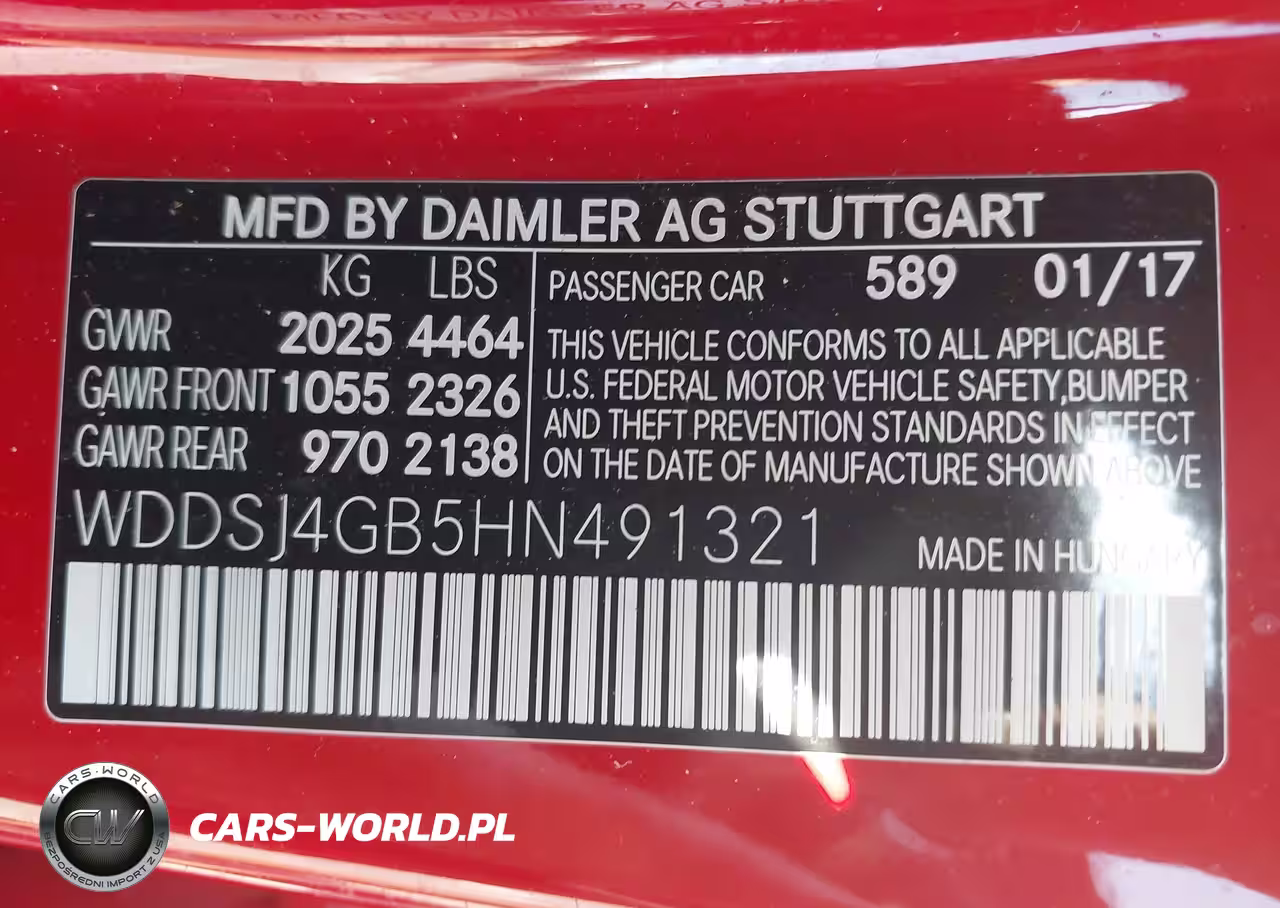 MFD BY DAIMLER AG STUTTGART
KG LBS
GVWR 2025 4464
GAWR FRONT 1055 2326
GAWR REAR 970 2138
PASSENGER CAR 589 01/17
THIS VEHICLE CONFORMS TO ALL APPLICABLE
U.S. FEDERAL MOTOR VEHICLE SAFETY,BUMPER
AND THEFT PREVENTION STANDARDS IN EFFECT
ON THE DATE OF MANUFACTURE SHOWN ABOVE
WDDSJ4GB5HN491321
MADE IN HUNGARY
CARS-WORLD
CW
BEZPOŚREDNI IMPORT Z USA
CARS-WORLD.PL